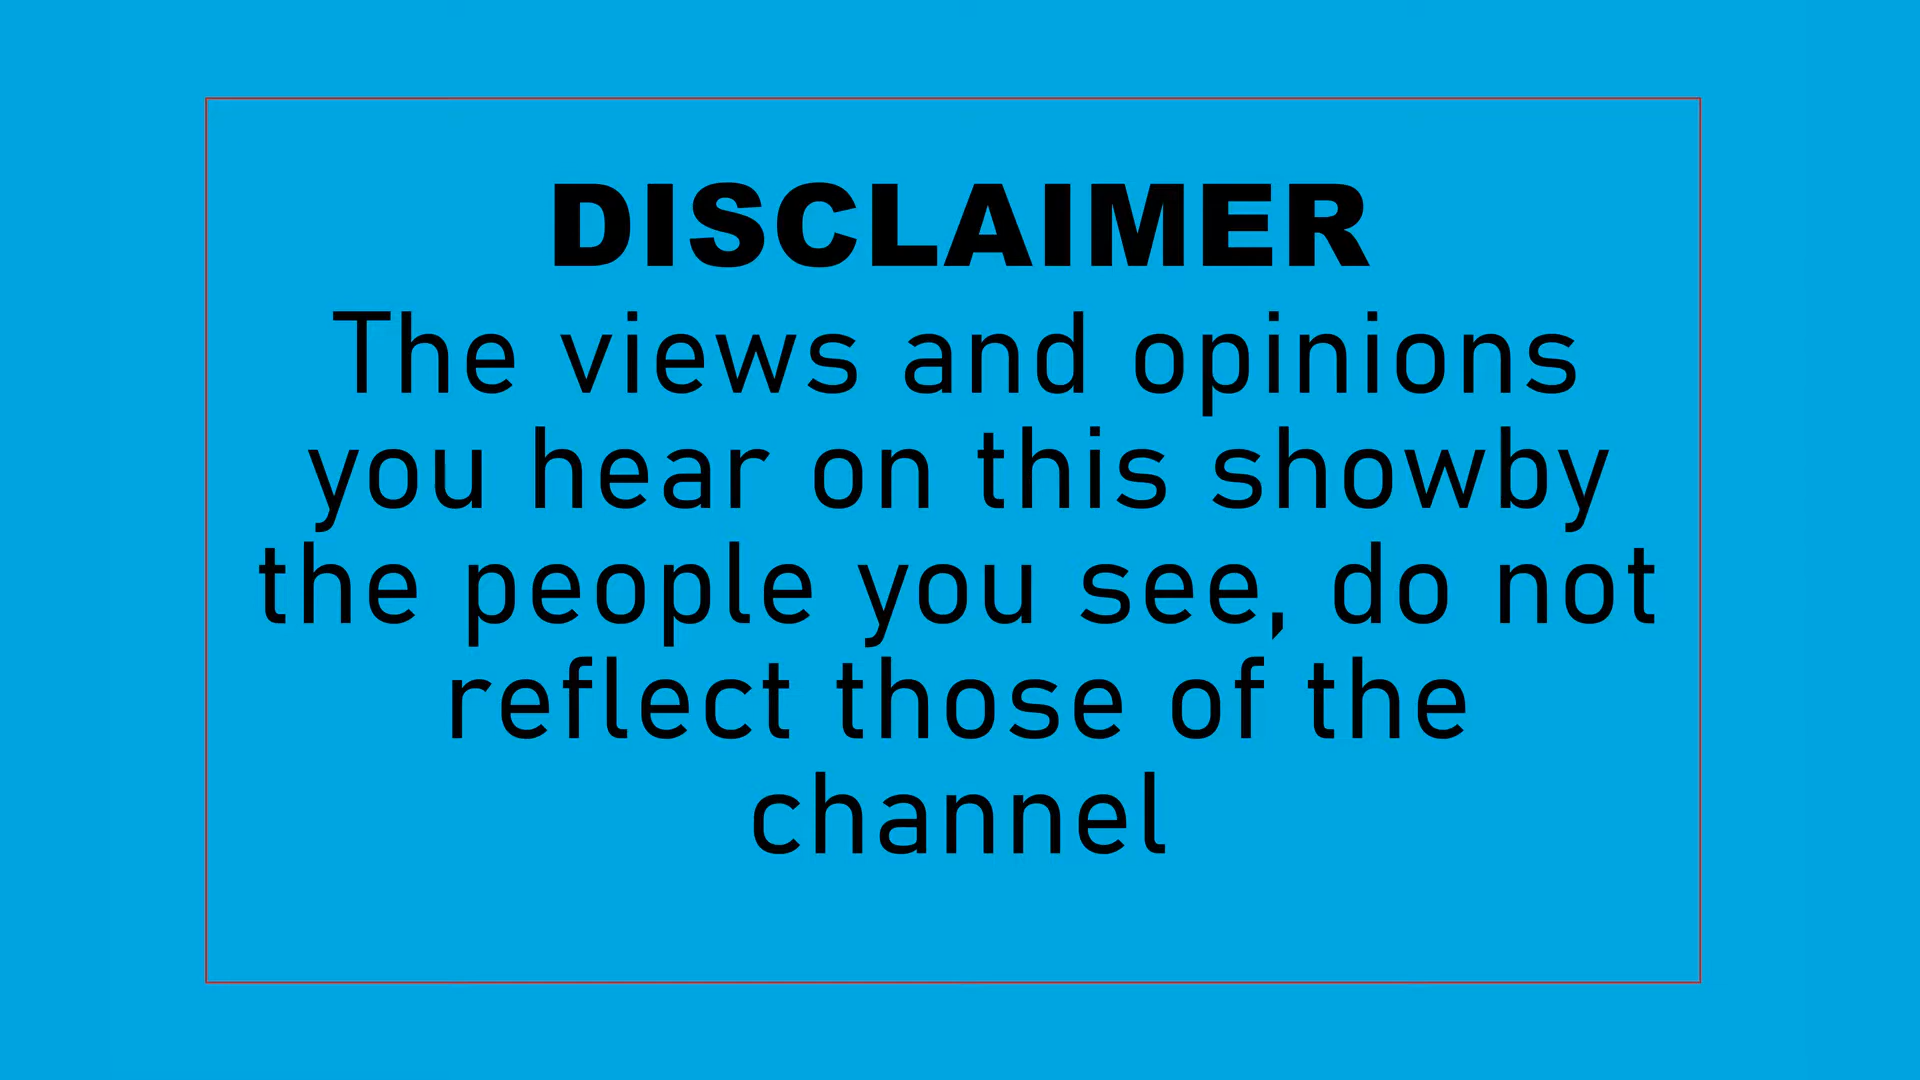 DISCLAIMER
The views and opinions
you hear on this showby
the people you see, do not
reflect those of the
channel